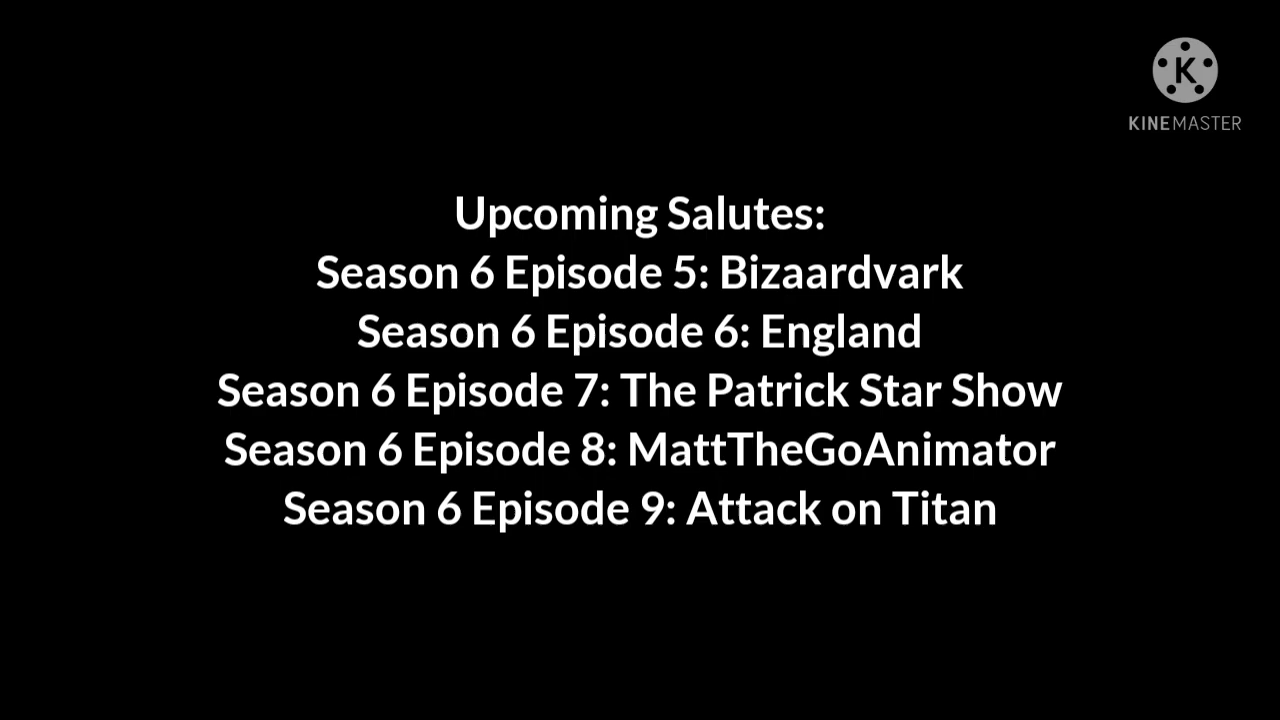 K
KINEMASTER
Upcoming Salutes:
Season 6 Episode 5: Bizaardvark
Season 6 Episode 6: England
Season 6 Episode 7: The Patrick Star Show
Season 6 Episode 8: MattTheGoAnimator
Season 6 Episode 9: Attack on Titan